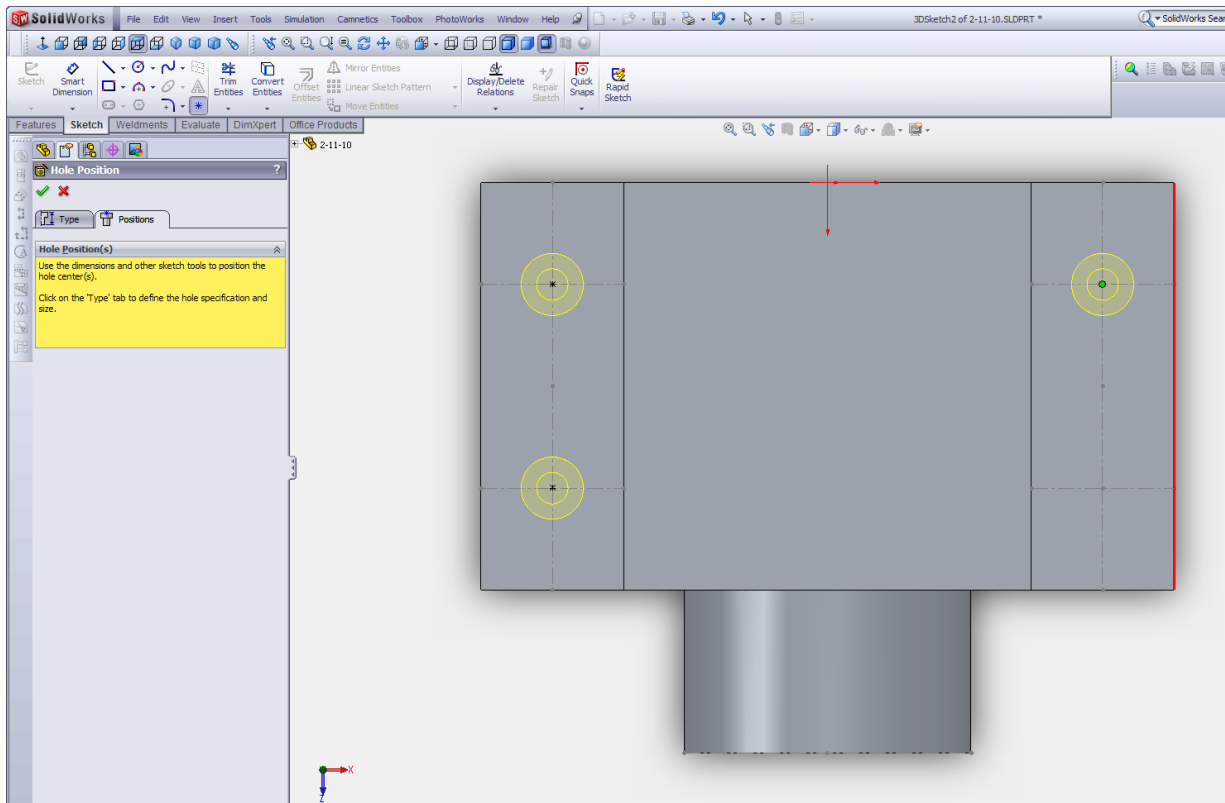 SolidWorks File Edit View Insert Tools Simulation Camnetics Toolbox PhotoWorks Window Help 3DSketch2 of 2-11-10.SLDPRT * SolidWorks Sear
Sketch
Smart
Dimension
Trim
Entities
Convert
Entities
Offset
Entities
Mirror Entities
Linear Sketch Pattern
Move Entities
Display/Delete
Relations
Repair
Sketch
Quick
Snaps
Rapid
Sketch
Features Sketch Weldments Evaluate DimXpert Office Products
2-11-10
Hole Position ?
Type Positions
Hole Position(s)
Use the dimensions and other sketch tools to position the
hole center(s).
Click on the 'Type' tab to define the hole specification and
size.
X
Z